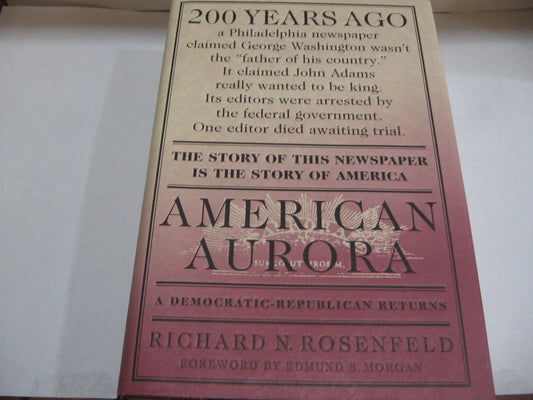 200 YEARS AGO
a Philadelphia newspaper
claimed George Washington wasn't
the "father of his country."
It claimed John Adams
really wanted to be king.
Its editors were arrested by
the federal government.
One editor died awaiting trial.
THE STORY OF THIS NEWSPAPER
IS THE STORY OF AMERICA
AMERICAN
AURORA
A DEMOCRATIC-REPUBLICAN RETURNS
RICHARD N. ROSENFELD
FOREWORD BY EDMUND S. MORGAN